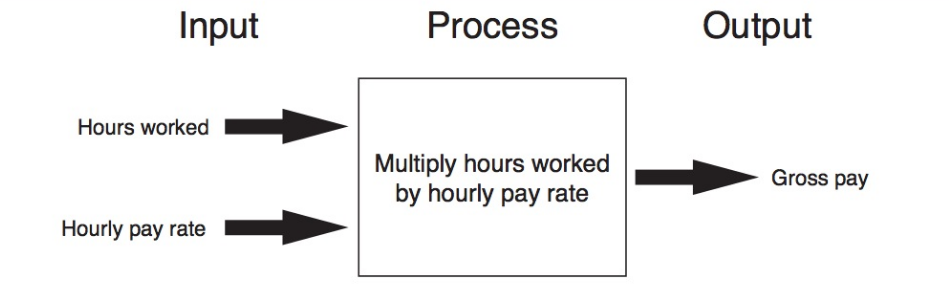 Input
Process
Output
Hours worked
Hourly pay rate
Multiply hours worked
by hourly pay rate
Gross pay